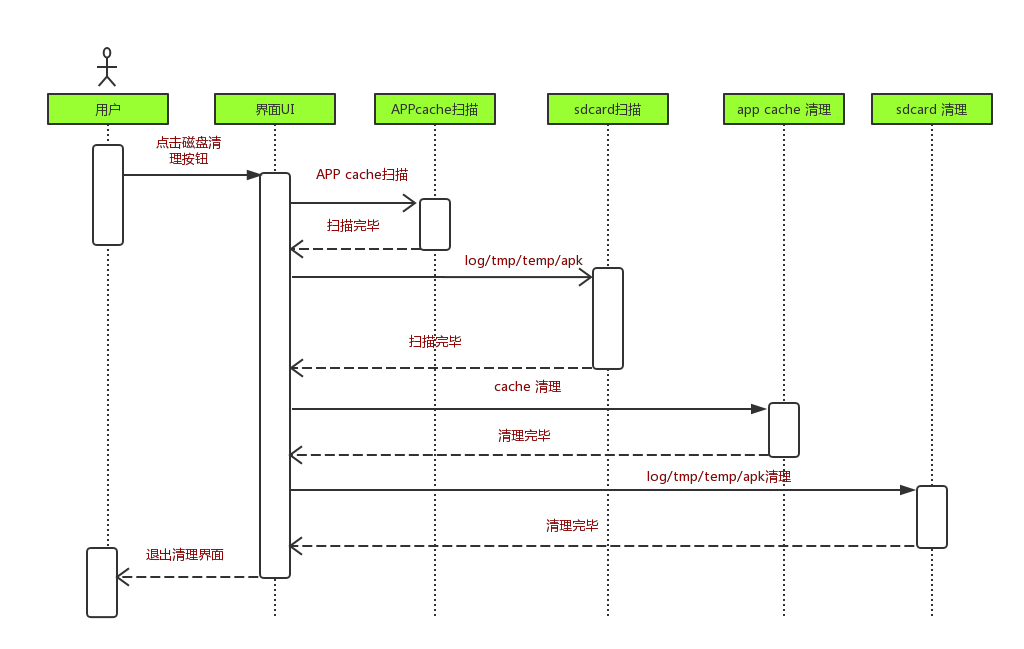 用户
界面UI
APPcache扫描
sdcard扫描
app cache 清理
sdcard 清理
点击磁盘清
理按钮
APP cache扫描
扫描完毕
log/tmp/temp/apk
扫描完毕
cache 清理
清理完毕
log/tmp/temp/apk清理
清理完毕
退出清理界面